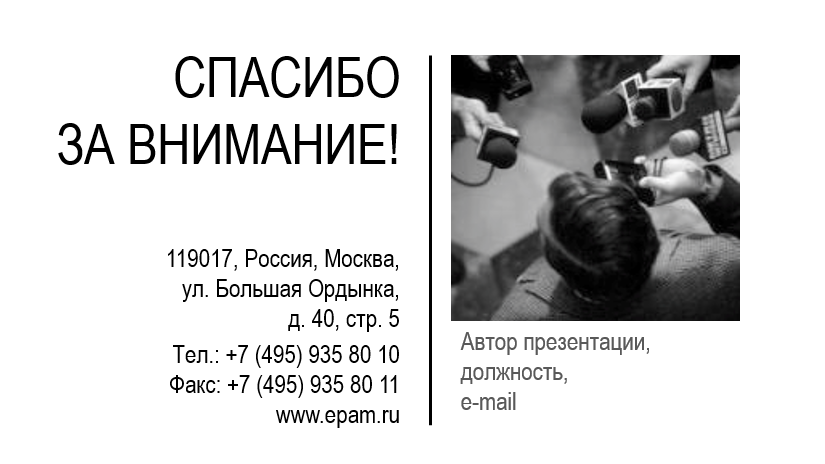 СПАСИБО
ЗА ВНИМАНИЕ!
119017, Россия, Москва,
ул. Большая Ордынка,
д. 40, стр. 5
Тел.: +7 (495) 935 80 10
Факс: +7 (495) 935 80 11
www.epam.ru
Автор презентации,
должность,
e-mail